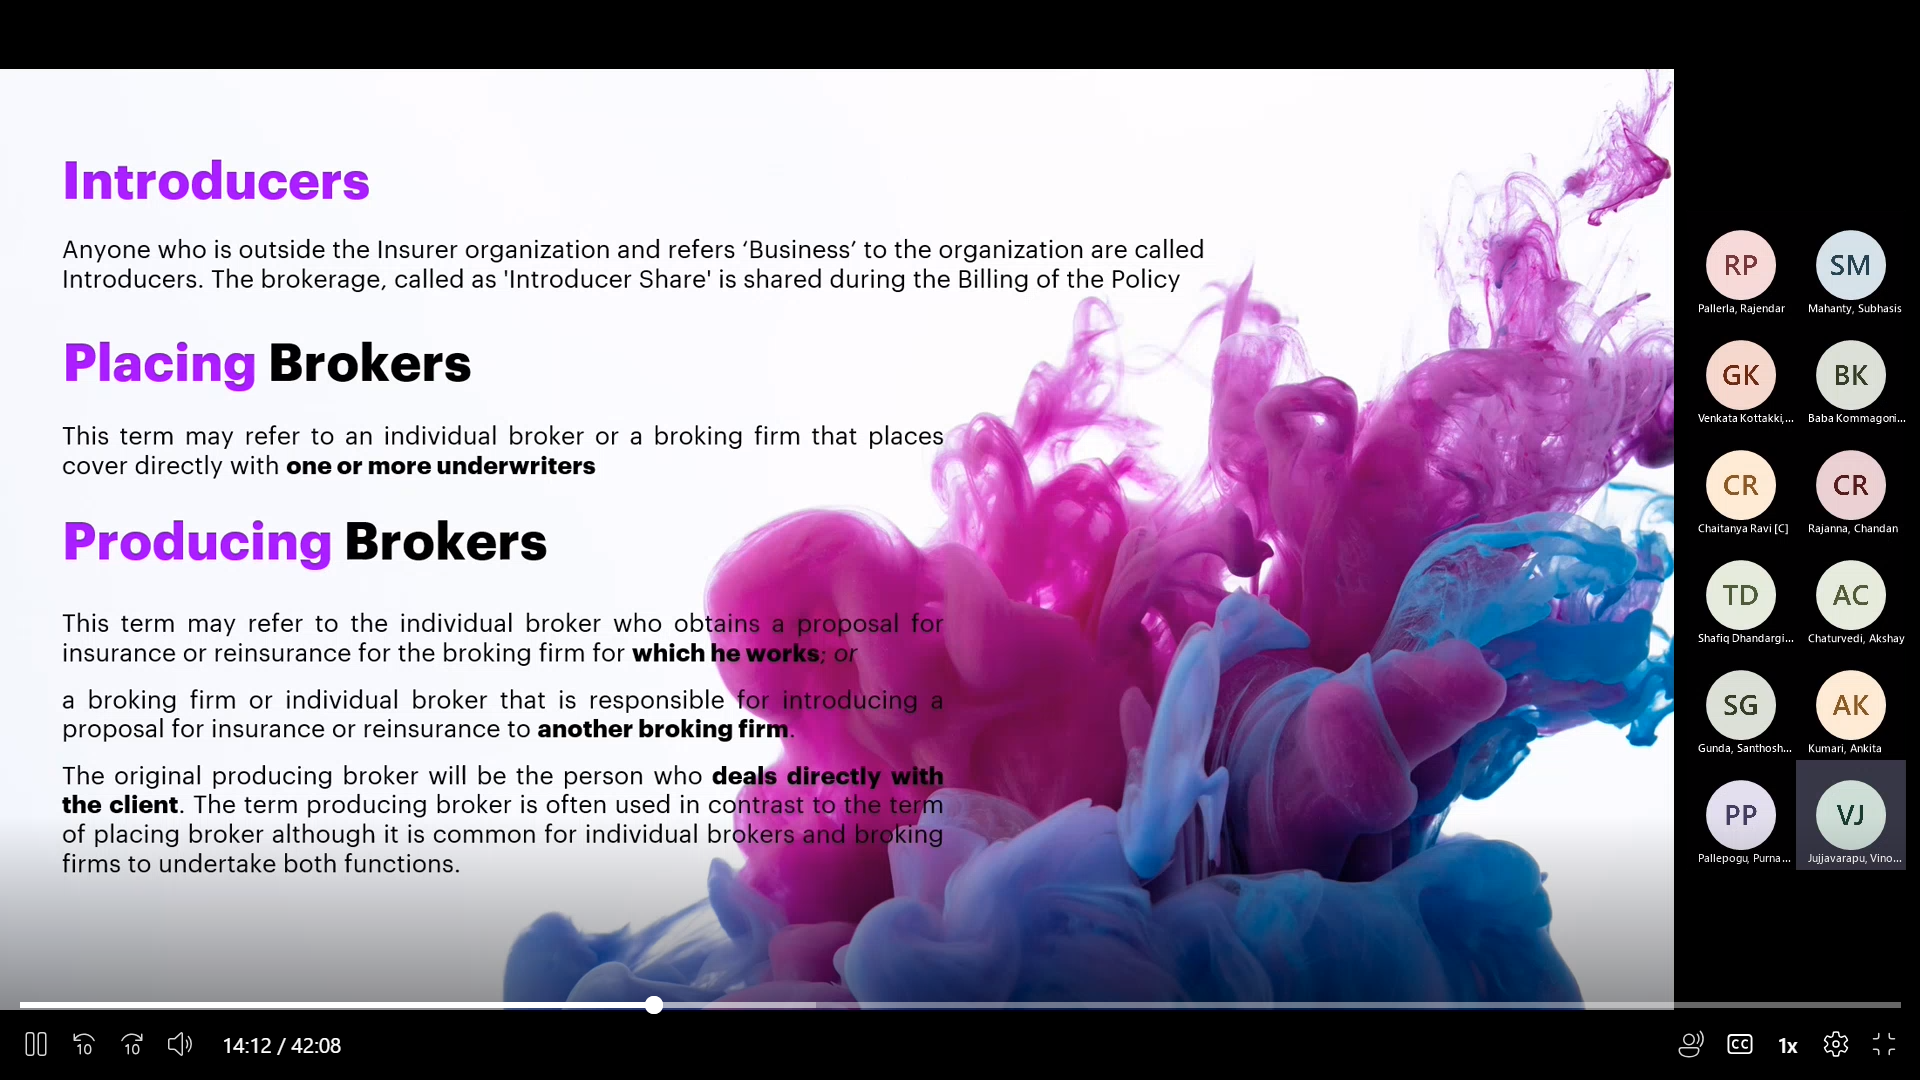 Introducers
Anyone who is outside the Insurer organization and refers ‘Business’ to the organization are called
Introducers. The brokerage, called as 'Introducer Share' is shared during the Billing of the Policy
Placing Brokers
This term may refer to an individual broker or a broking firm that places
cover directly with one or more underwriters
Producing Brokers
This term may refer to the individual broker who obtains a proposal for
insurance or reinsurance for the broking firm for which he works; or
a broking firm or individual broker that is responsible for introducing a
proposal for insurance or reinsurance to another broking firm.
The original producing broker will be the person who deals directly with
the client. The term producing broker is often used in contrast to the term
of placing broker although it is common for individual brokers and broking
firms to undertake both functions.
RP
Pallerla, Rajendar
SM
Mahanty, Subhasis
GK
Venkata Kottakki,...
BK
Baba Kommagoni...
CR
Chaitanya Ravi [C]
CR
Rajanna, Chandan
TD
Shafiq Dhandargi...
AC
Chaturvedi, Akshay
SG
Gunda, Santhosh...
AK
Kumari, Ankita
PP
Pallepogu, Purna...
VJ
Jujjavarapu, Vino...
10
10
14:12 / 42:08
CC
1x